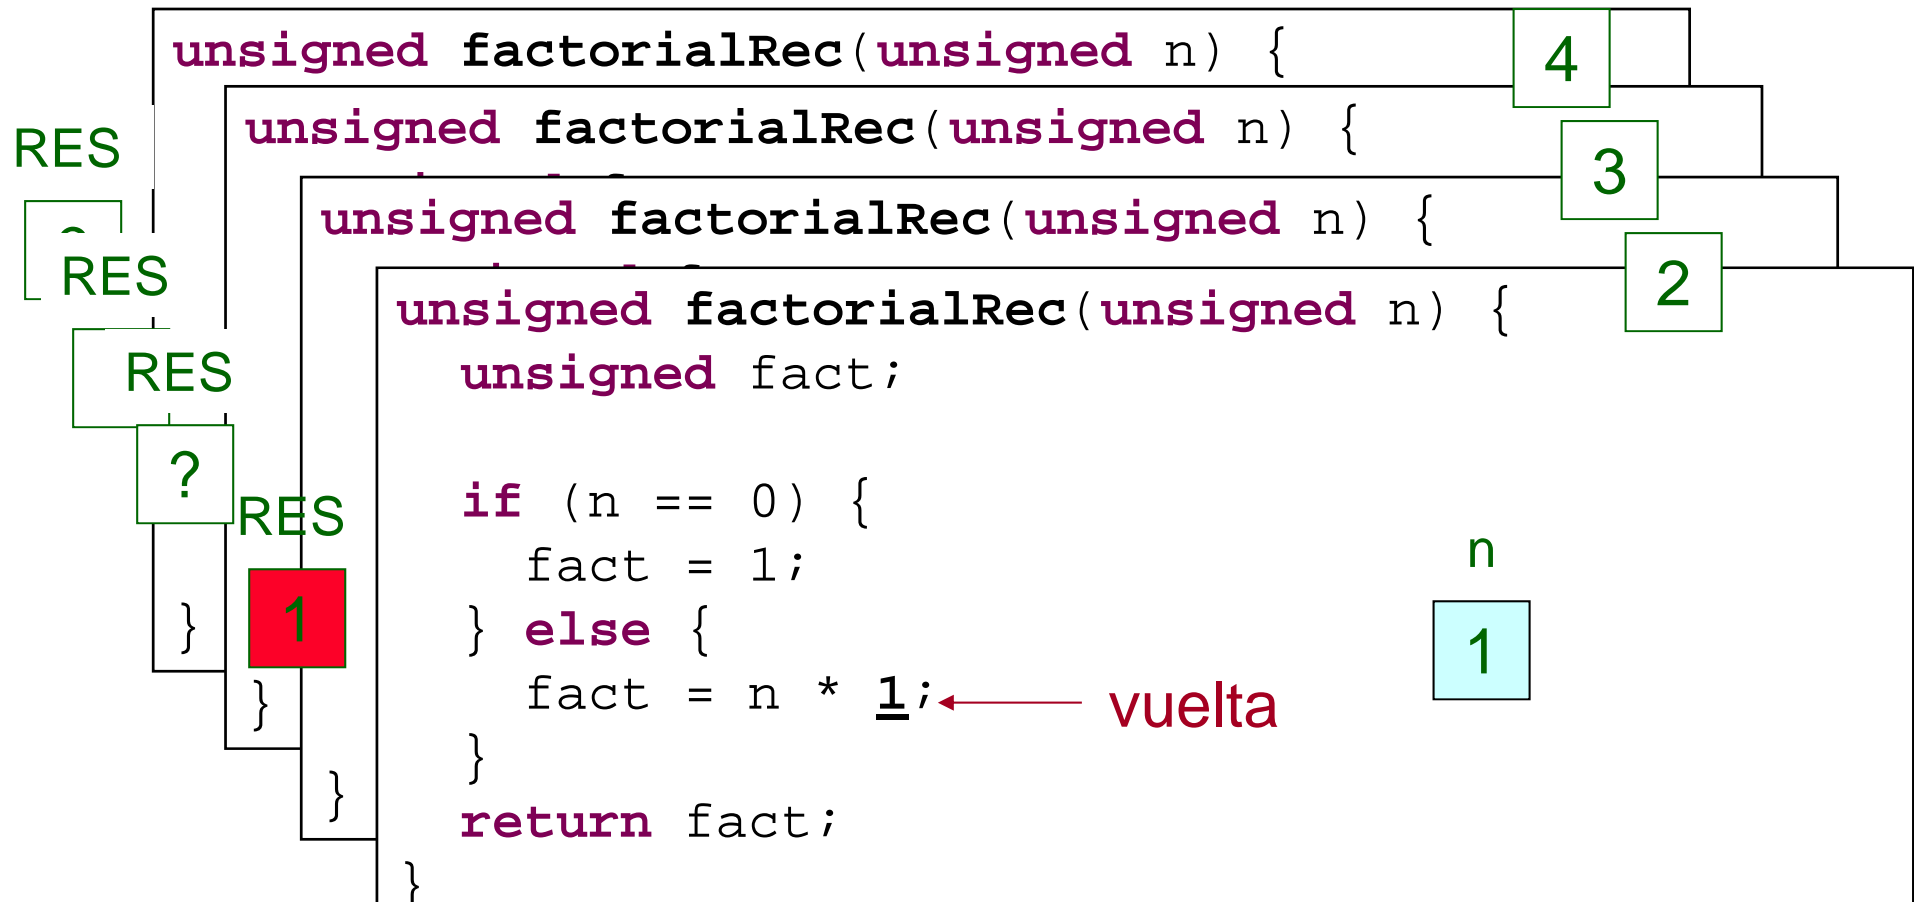 unsigned factorialRec(unsigned n) {
4
unsigned factorialRec(unsigned n) {
RES
3
unsigned factorialRec(unsigned n) {
RES
2
unsigned factorialRec(unsigned n) {
RES
unsigned fact;
?
RES
if (n == 0) {
n
fact = 1;
}
1
} else {
1
}
fact = n * 1;
vuelta
}
}
return fact;
}